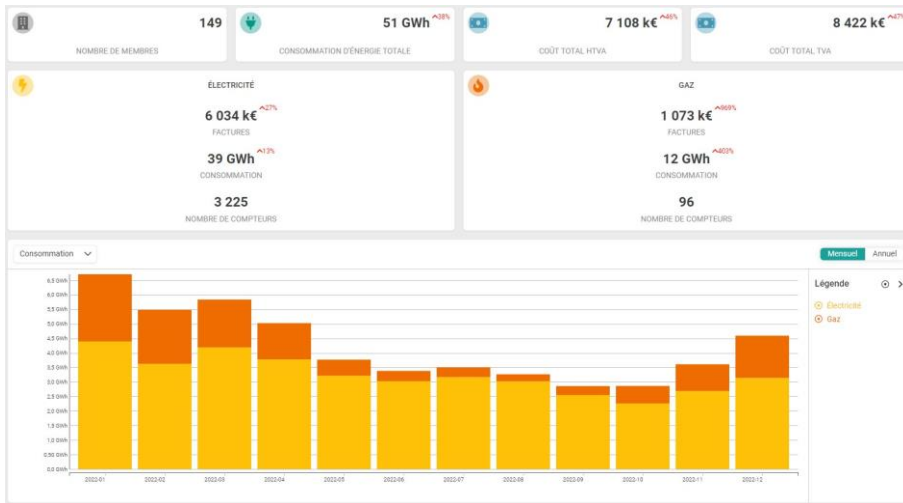 149
NOMBRE DE MEMBRES
51 GWh ^38%
CONSOMMATION D'ÉNERGIE TOTALE
7 108 k€ ^46%
COÛT TOTAL HTVA
8 422 k€ ^47%
COÛT TOTAL TVA
ÉLECTRICITÉ
6 034 k€ ^27%
FACTURES
39 GWh ^13%
CONSOMMATION
3 225
NOMBRE DE COMPTEURS
GAZ
1 073 k€
FACTURES
12 GWh ^403%
CONSOMMATION
96
NOMBRE DE COMPTEURS
Consommation
Mensuel Annuel
6,5 GWh
6,0 GWh
5,5 GWh
5,0 GWh
4,5 GWh
4,0 GWh
3,5 GWh
3,0 GWh
2,5 GWh
2,0 GWh
1,5 GWh
1,0 GWh
0,50 GWh
0,0 GWh
2022-01 2022-02 2022-03 2022-04 2022-05 2022-06 2022-07 2022-08 2022-09 2022-10 2022-11 2022-12
Légende
Électricité
Gaz